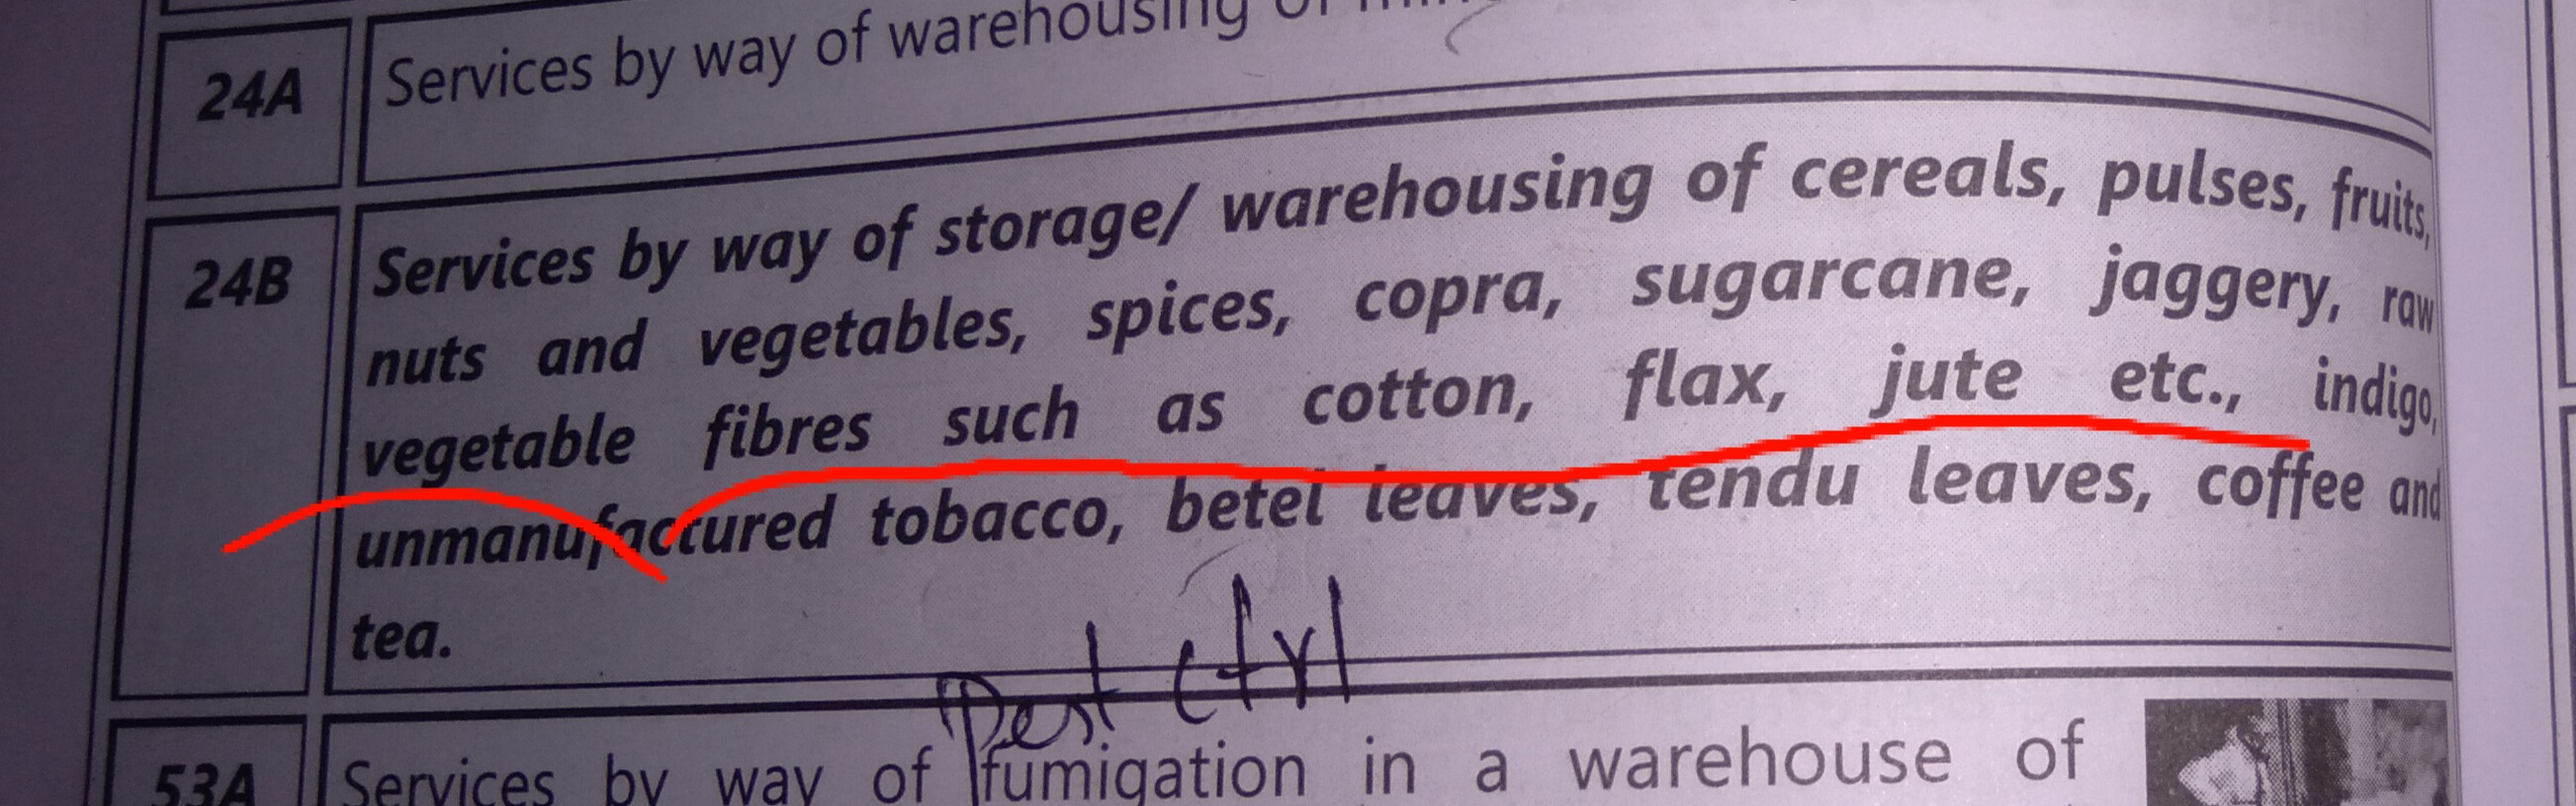 24A
Services by way of warehousing of
24B
Services by way of storage/ warehousing of cereals, pulses, fruits,
nuts and vegetables, spices, copra, sugarcane, jaggery, raw
vegetable fibres such as cotton, flax, jute etc., indigo,
unmanufactured tobacco, betel leaves, tendu leaves, coffee and
tea.
Pest ctrl
53A
Services by way of fumigation in a warehouse of